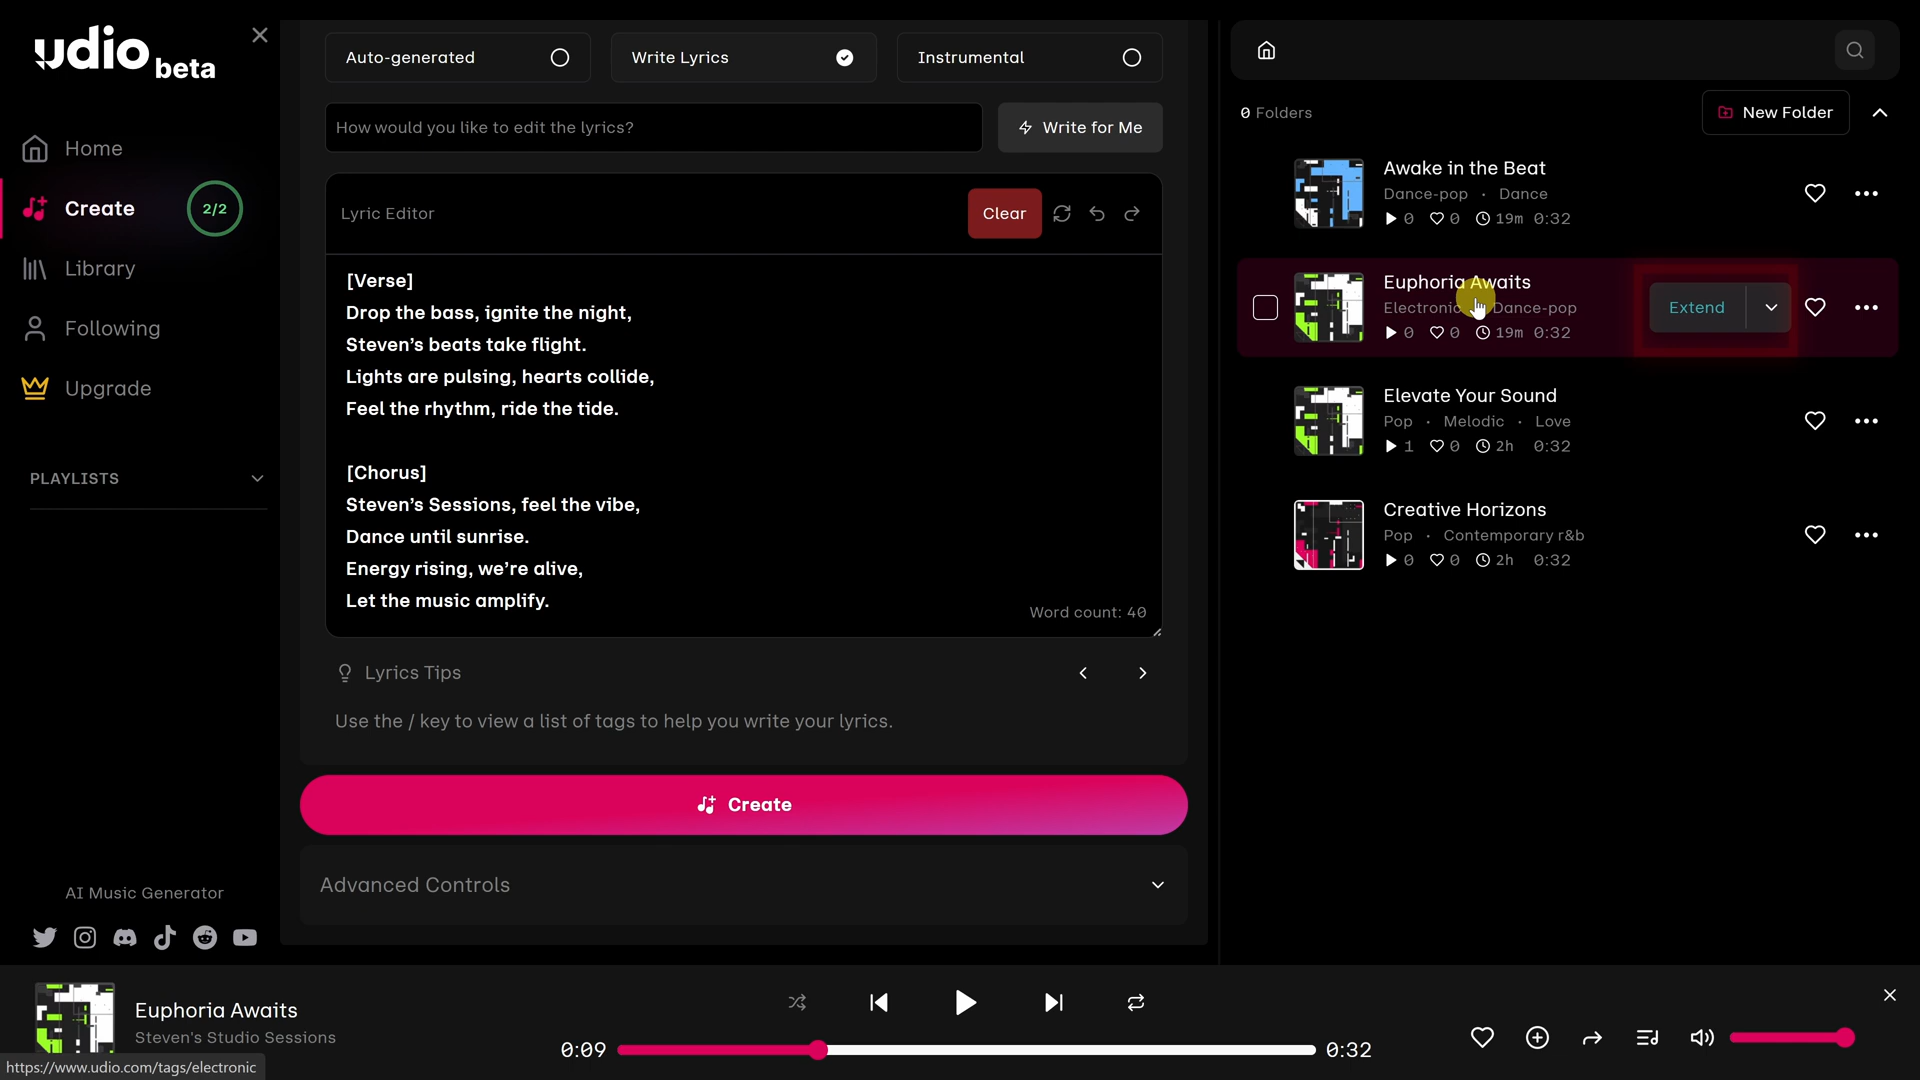 udio beta
Home
Create
2/2
Library
Following
Upgrade
PLAYLISTS
AI Music Generator
Auto-generated
Write Lyrics
Instrumental
How would you like to edit the lyrics?
Write for Me
Lyric Editor
Clear
[Verse]
Drop the bass, ignite the night,
Steven's beats take flight.
Lights are pulsing, hearts collide,
Feel the rhythm, ride the tide.
[Chorus]
Steven's Sessions, feel the vibe,
Dance until sunrise.
Energy rising, we're alive,
Let the music amplify.
Word count: 40
Lyrics Tips
Use the / key to view a list of tags to help you write your lyrics.
Create
Advanced Controls
0 Folders
New Folder
Awake in the Beat
Dance-pop · Dance
0 0 19m 0:32
Euphoria Awaits
Electronic Dance-pop
0 0 19m 0:32
Extend
Elevate Your Sound
Pop · Melodic · Love
1 0 2h 0:32
Creative Horizons
Pop · Contemporary r&b
0 0 2h 0:32
Euphoria Awaits
Steven's Studio Sessions
0:09
0:32
https://www.udio.com/tags/electronic